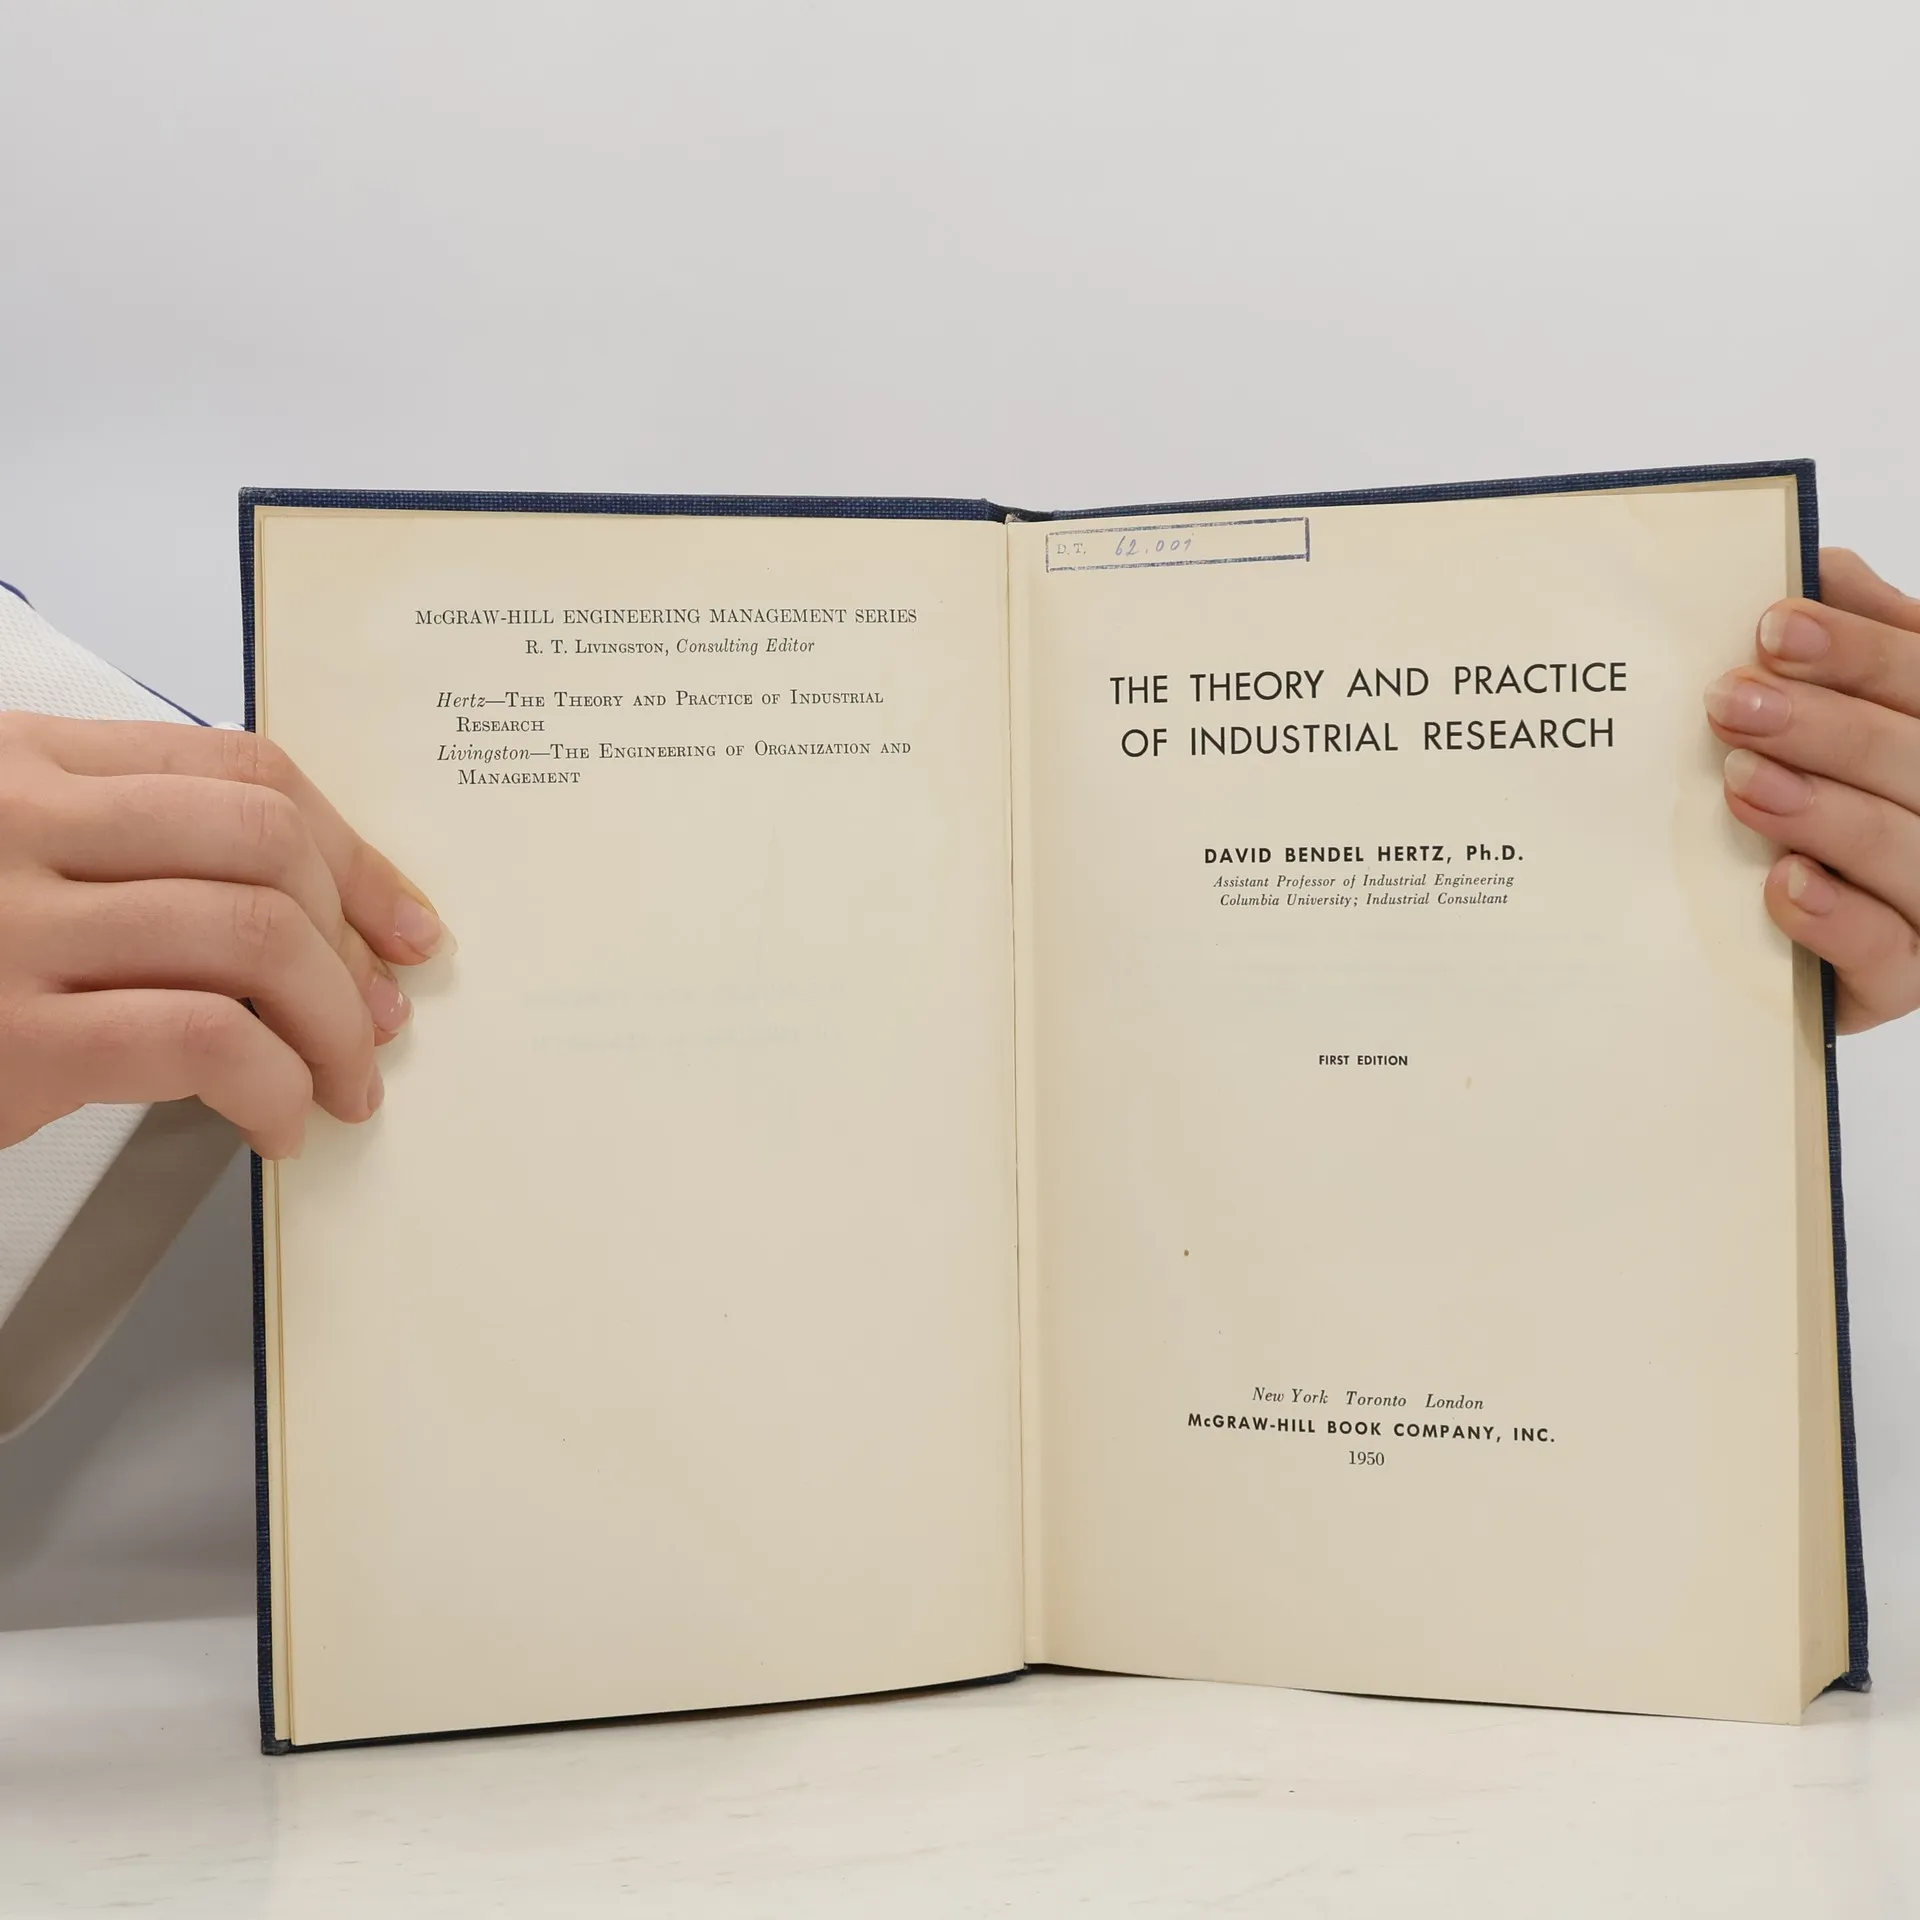 McGRAW-HILL ENGINEERING MANAGEMENT SERIES
R. T. Livingston, Consulting Editor
Hertz—The Theory and Practice of Industrial
Research
Livingston—The Engineering of Organization and
Management
D.T. 62.001
THE THEORY AND PRACTICE
OF INDUSTRIAL RESEARCH
DAVID BENDEL HERTZ, Ph.D.
Assistant Professor of Industrial Engineering
Columbia University; Industrial Consultant
FIRST EDITION
New York Toronto London
McGRAW-HILL BOOK COMPANY, INC.
1950